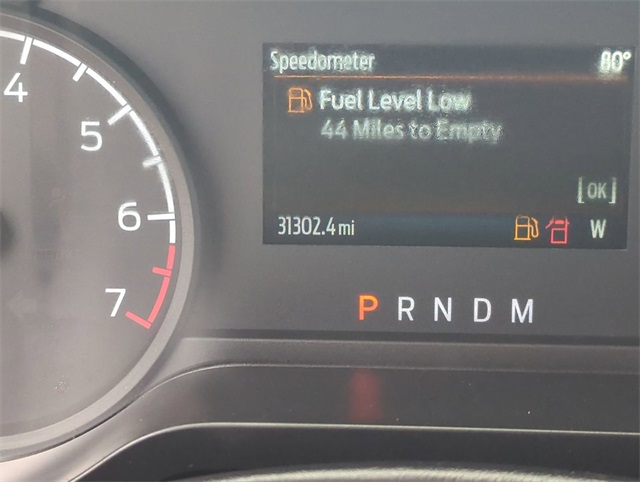 4
5
6
7
Speedometer 80°
Fuel Level Low
44 Miles to Empty
[OK]
31302.4 mi W
P R N D M